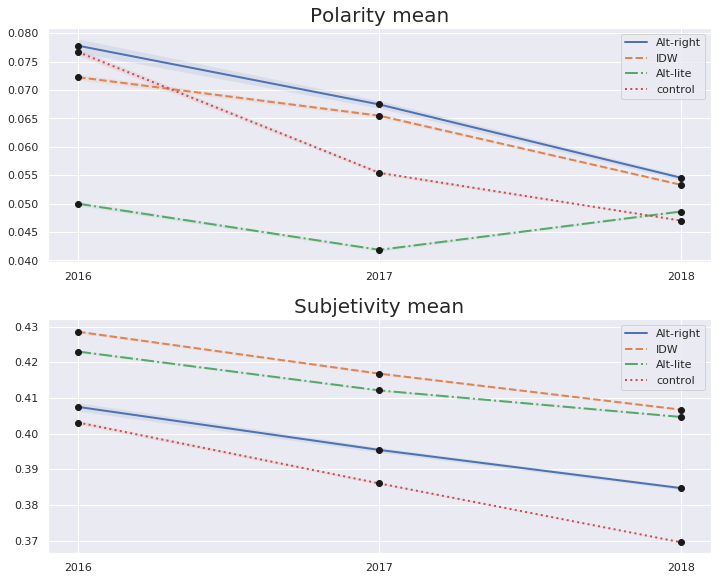 Polarity mean
0.080
0.075
0.070
0.065
0.060
0.055
0.050
0.045
0.040
Alt-right
IDW
Alt-lite
control
2016 2017 2018
Subjetivity mean
0.43
0.42
0.41
0.40
0.39
0.38
0.37
Alt-right
IDW
Alt-lite
control
2016 2017 2018